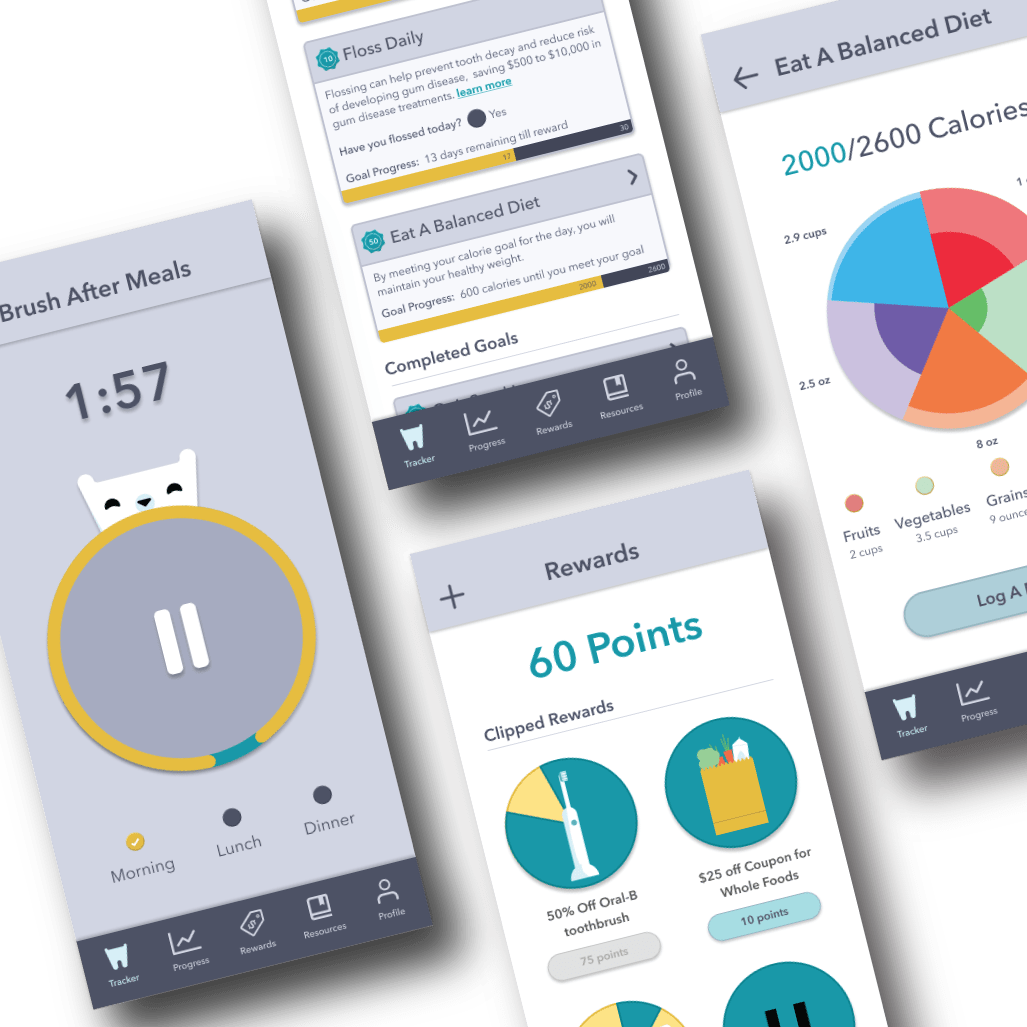 10
Floss Daily
Flossing can help prevent tooth decay and reduce risk
of developing gum disease, saving $500 to $10,000 in
gum disease treatments. learn more
Have you flossed today? Yes
Goal Progress: 13 days remaining till reward
17
30
50
Eat A Balanced Diet
By meeting your calorie goal for the day, you will
maintain your healthy weight.
Goal Progress: 600 calories until you meet your goal
2000
2600
Completed Goals
Tracker
Progress
Rewards
Resources
Profile
Eat A Balanced Diet
2000/2600 Calories
2.9 cups
2.5 oz
8 oz
Fruits
2 cups
Vegetables
3.5 cups
Grains
Log A
Tracker
Progress
Brush After Meals
1:57
Morning
Lunch
Dinner
Tracker
Progress
Rewards
Resources
Profile
Rewards
60 Points
Clipped Rewards
50% Off Oral-B
toothbrush
75 points
$25 off Coupon for
Whole Foods
10 points